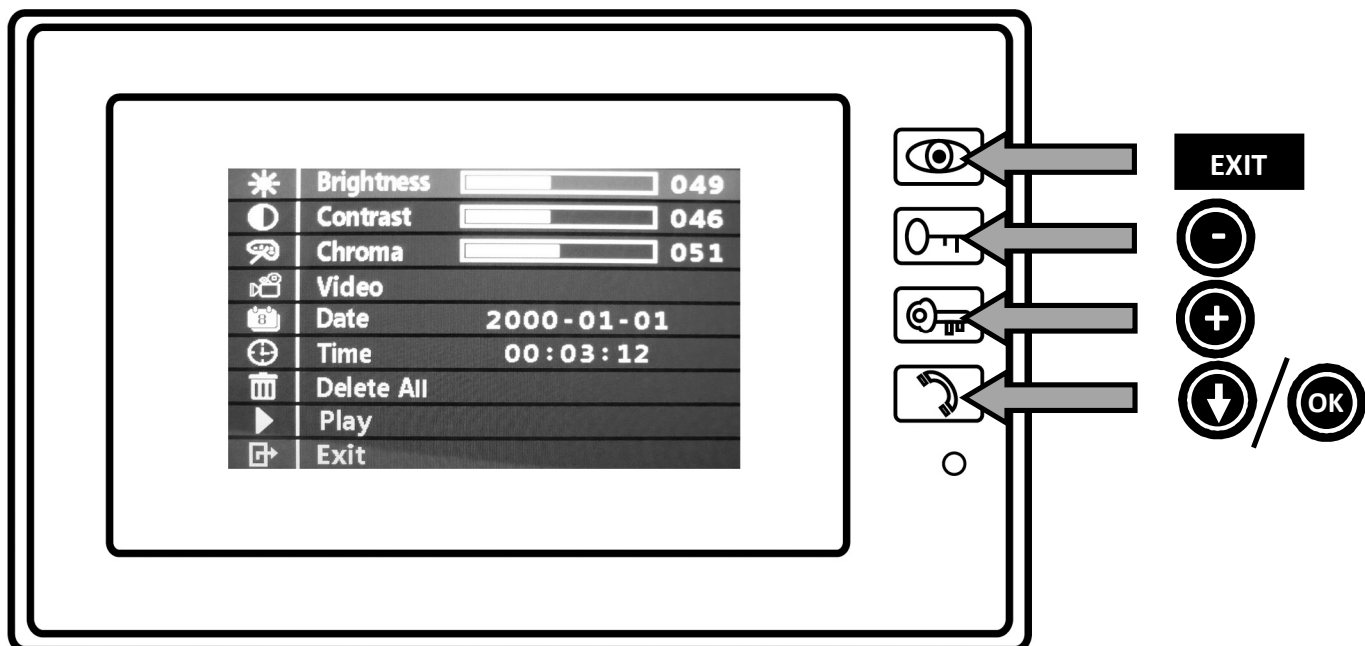 Brightness 049
Contrast 046
Chroma 051
Video
8 Date 2000-01-01
Time 00:03:12
Delete All
Play
Exit
EXIT
-
+
OK